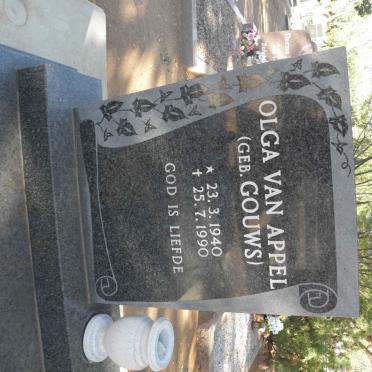 OLGA VAN APPEL
(GEB. GOUWS)
★ 23.3.1940
✝ 25.7.1990
GOD IS LIEFDE